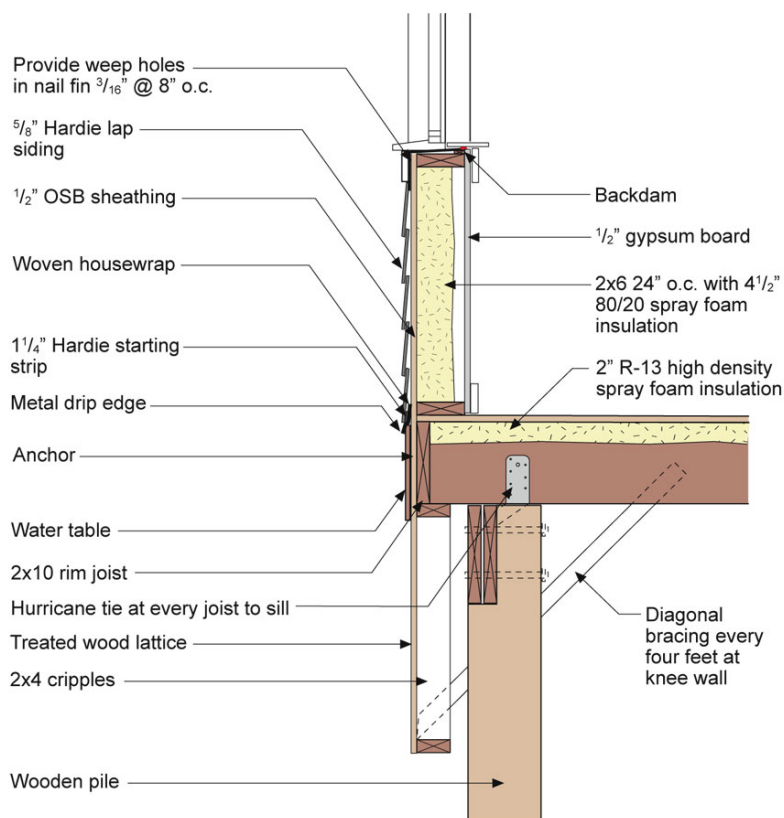 Provide weep holes
in nail fin 3/16” @ 8” o.c.
5/8” Hardie lap
siding
1/2” OSB sheathing
Woven housewrap
1 1/4” Hardie starting
strip
Metal drip edge
Anchor
Water table
2x10 rim joist
Hurricane tie at every joist to sill
Treated wood lattice
2x4 cripples
Wooden pile
Backdam
1/2” gypsum board
2x6 24” o.c. with 4 1/2”
80/20 spray foam
insulation
2” R-13 high density
spray foam insulation
Diagonal
bracing every
four feet at
knee wall